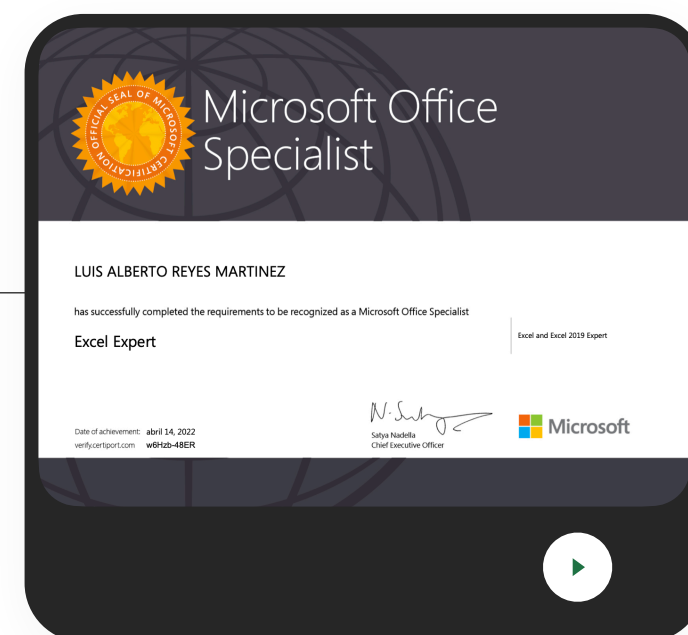 OFFICIAL SEAL OF MICROSOFT CERTIFICATION
Microsoft Office
Specialist
LUIS ALBERTO REYES MARTINEZ
has successfully completed the requirements to be recognized as a Microsoft Office Specialist
Excel Expert
Excel and Excel 2019 Expert
Date of achievement: abril 14, 2022
verify.certiport.com w6Hzb-48ER
Satya Nadella
Chief Executive Officer
Microsoft